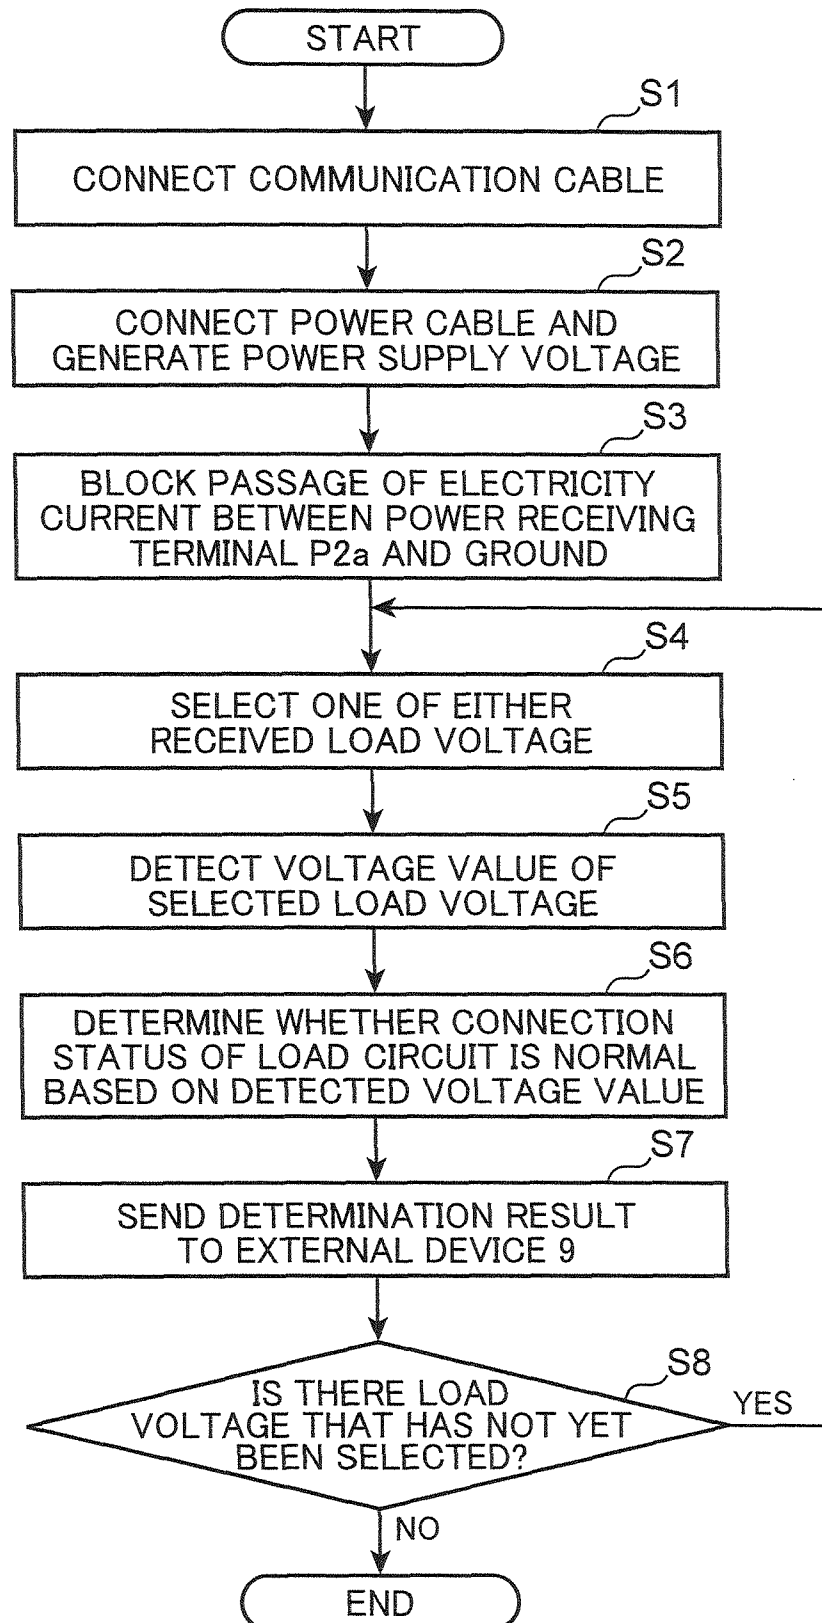 START
S1
CONNECT COMMUNICATION CABLE
S2
CONNECT POWER CABLE AND
GENERATE POWER SUPPLY VOLTAGE
S3
BLOCK PASSAGE OF ELECTRICITY
CURRENT BETWEEN POWER RECEIVING
TERMINAL P2a AND GROUND
S4
SELECT ONE OF EITHER
RECEIVED LOAD VOLTAGE
S5
DETECT VOLTAGE VALUE OF
SELECTED LOAD VOLTAGE
S6
DETERMINE WHETHER CONNECTION
STATUS OF LOAD CIRCUIT IS NORMAL
BASED ON DETECTED VOLTAGE VALUE
S7
SEND DETERMINATION RESULT
TO EXTERNAL DEVICE 9
S8
IS THERE LOAD
VOLTAGE THAT HAS NOT YET
BEEN SELECTED?
YES
NO
END